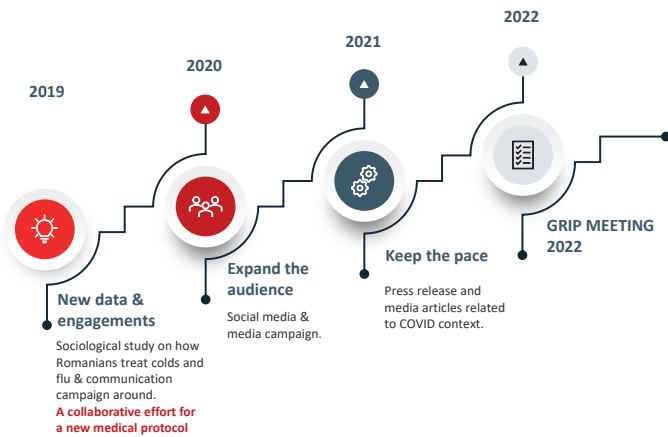 2019
New data &
engagements
Sociological study on how
Romanians treat colds and
flu & communication
campaign around.
A collaborative effort for
a new medical protocol
2020
Expand the
audience
Social media &
media campaign.
2021
Keep the pace
Press release and
media articles related
to COVID context.
2022
GRIP MEETING
2022